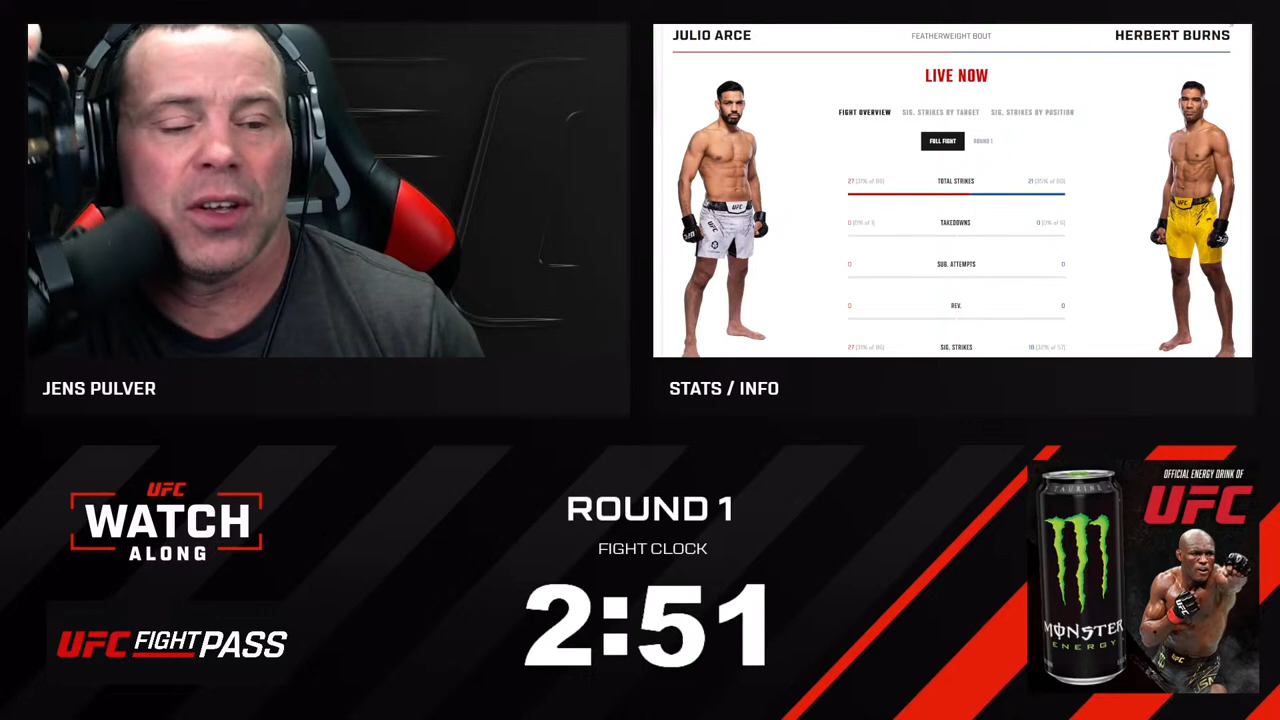 JULIO ARCE
FEATHERWEIGHT BOUT
HERBERT BURNS
LIVE NOW
FIGHT OVERVIEW
SIG. STRIKES BY TARGET
SIG. STRIKES BY POSITION
FULL FIGHT
ROUND 1
TOTAL STRIKES
TAKEDOWNS
0
SUB. ATTEMPTS
0
0
REV.
0
SIG. STRIKES
JENS PULVER
STATS / INFO
UFC
WATCH
ALONG
UFC FIGHT PASS
ROUND 1
FIGHT CLOCK
2:51
OFFICIAL ENERGY DRINK OF
UFC
TAURINE
MONSTER
ENERGY